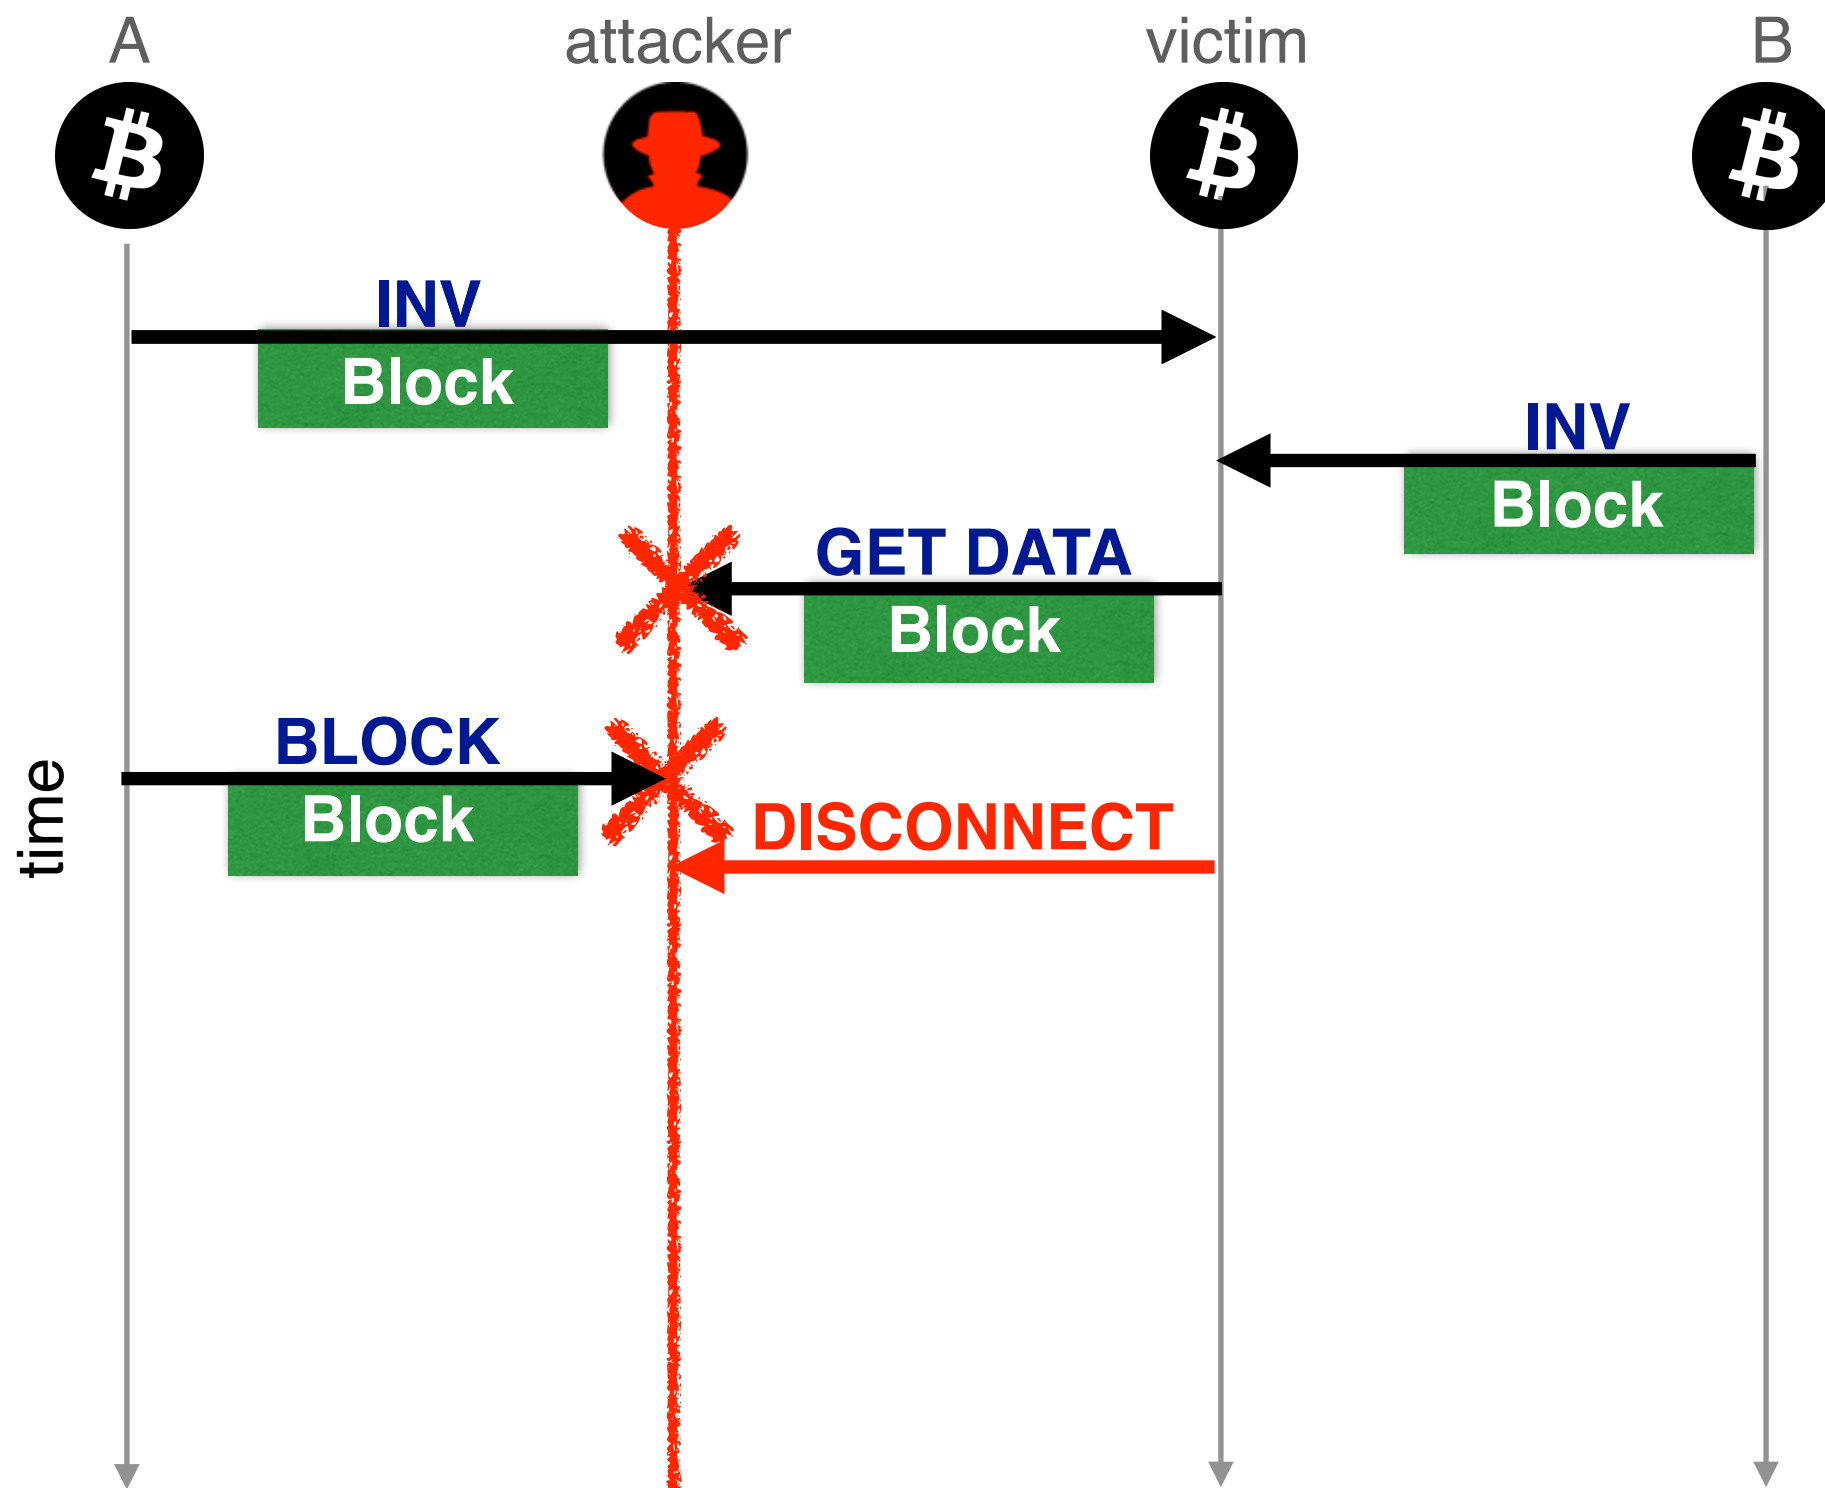 A
attacker
victim
B
INV
Block
INV
Block
GET DATA
Block
BLOCK
Block
DISCONNECT
time